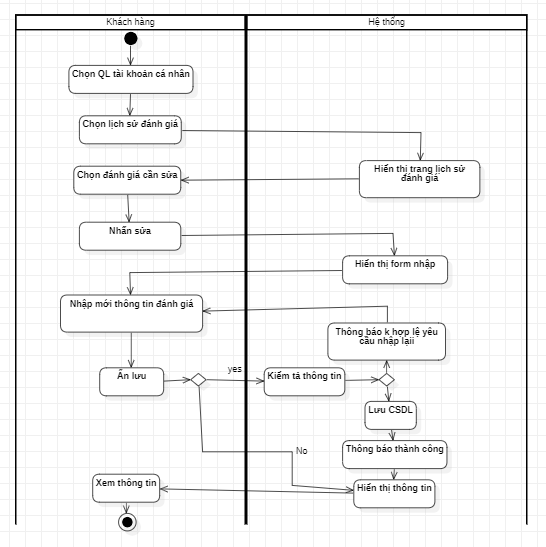 Khách hàng
Hệ thống
Chọn QL tài khoản cá nhân
Chọn lịch sử đánh giá
Hiển thị trang lịch sử
đánh giá
Chọn đánh giá cần sửa
Nhấn sửa
Hiển thị form nhập
Nhập mới thông tin đánh giá
Thông báo k hợp lệ yêu
cầu nhập lạii
Ấn lưu
yes
Kiểm tả thông tin
Lưu CSDL
Thông báo thành công
No
Xem thông tin
Hiển thị thông tin